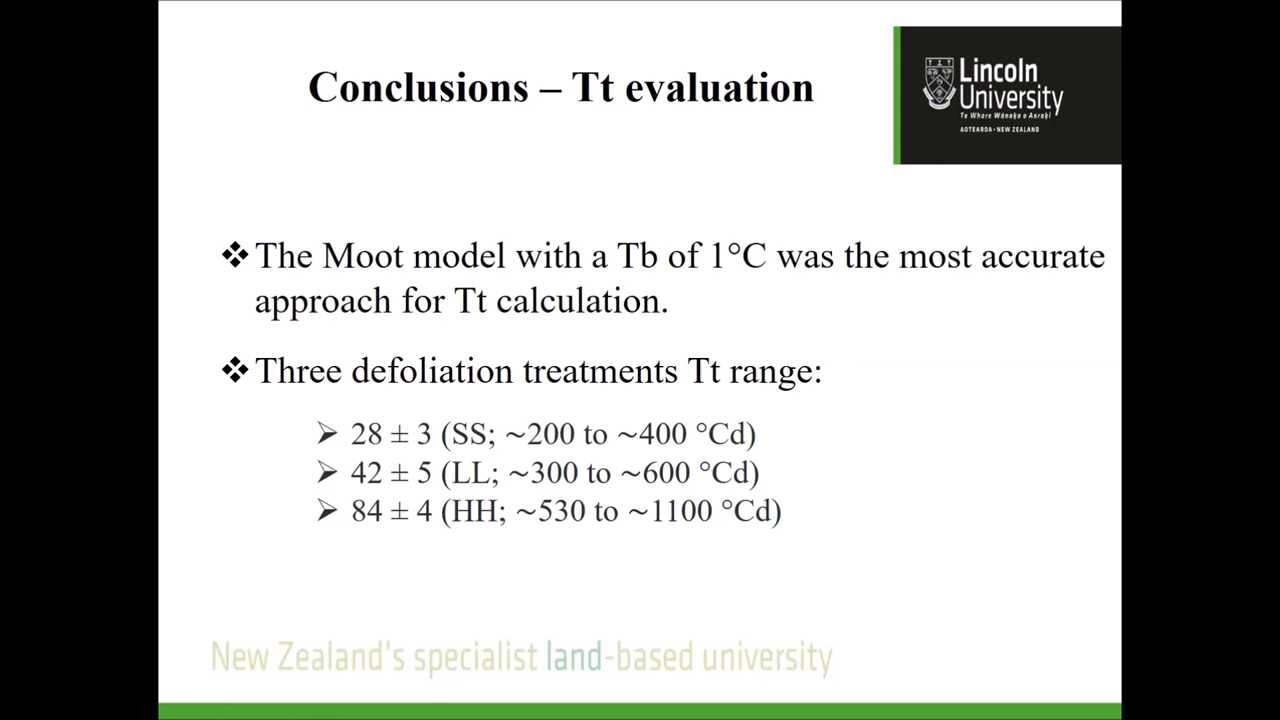 Conclusions – Tt evaluation
Lincoln
University
Te Whare Wānaka o Aoraki
AOTEAROA • NEW ZEALAND
❖ The Moot model with a Tb of 1°C was the most accurate
approach for Tt calculation.
❖ Three defoliation treatments Tt range:
➢ 28 ± 3 (SS; ~200 to ~400 °Cd)
➢ 42 ± 5 (LL; ~300 to ~600 °Cd)
➢ 84 ± 4 (HH; ~530 to ~1100 °Cd)
New Zealand's specialist land-based university